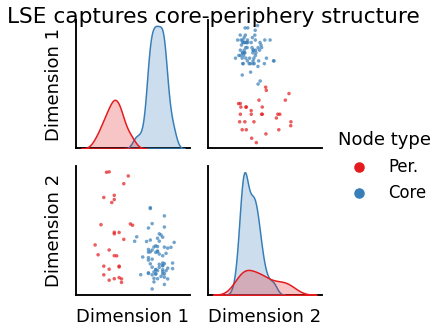 LSE captures core-periphery structure
Dimension 1
Node type
Per.
Core
Dimension 2
Dimension 1
Dimension 2